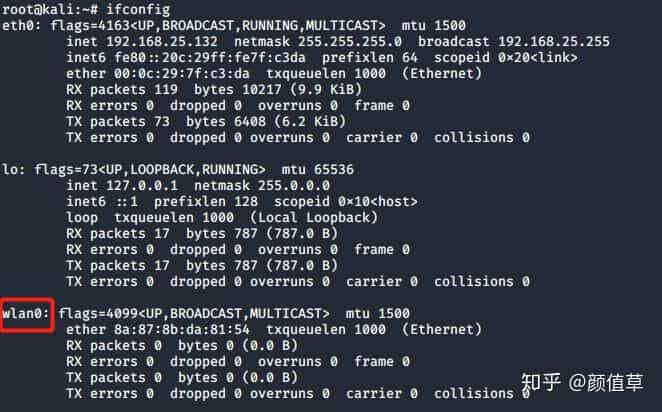 root@kali:~# ifconfig
eth0: flags=4163<UP,BROADCAST,RUNNING,MULTICAST>  mtu 1500
inet 192.168.25.132  netmask 255.255.255.0  broadcast 192.168.25.255
inet6 fe80::20c:29ff:fe7f:c3da  prefixlen 64  scopeid 0×20<link>
ether 00:0c:29:7f:c3:da  txqueuelen 1000  (Ethernet)
RX packets 119  bytes 10217 (9.9 KiB)
RX errors 0  dropped 0  overruns 0  frame 0
TX packets 73  bytes 6408 (6.2 KiB)
TX errors 0  dropped 0 overruns 0  carrier 0  collisions 0
lo: flags=73<UP,LOOPBACK,RUNNING>  mtu 65536
inet 127.0.0.1  netmask 255.0.0.0
inet6 ::1  prefixlen 128  scopeid 0×10<host>
loop  txqueuelen 1000  (Local Loopback)
RX packets 17  bytes 787 (787.0 B)
RX errors 0  dropped 0  overruns 0  frame 0
TX packets 17  bytes 787 (787.0 B)
TX errors 0  dropped 0 overruns 0  carrier 0  collisions 0
wlan0: flags=4099<UP,BROADCAST,MULTICAST>  mtu 1500
ether 8a:87:8b:da:81:54  txqueuelen 1000  (Ethernet)
RX packets 0  bytes 0 (0.0 B)
RX errors 0  dropped 0  overruns 0  frame 0
TX packets 0  bytes 0 (0.0 B)
TX errors 0  dropped 0 overruns 0  carrier 0  collisions 0
知乎 @颜值草